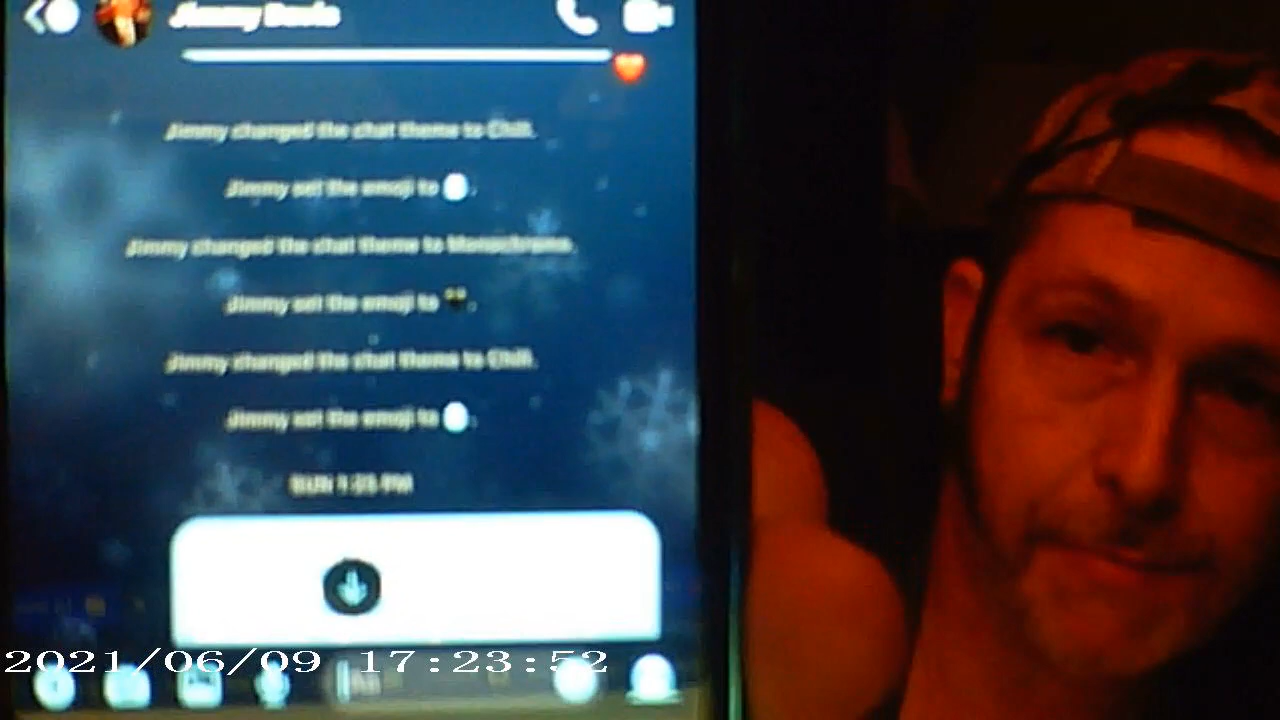 Jimmy Davis
Jimmy changed the chat theme to Chill.
Jimmy set the emoji to
Jimmy changed the chat theme to Monochrome.
Jimmy set the emoji to
Jimmy changed the chat theme to Chill.
Jimmy set the emoji to
SUN 1:23 PM
2021/06/09 17:23:52
Aa